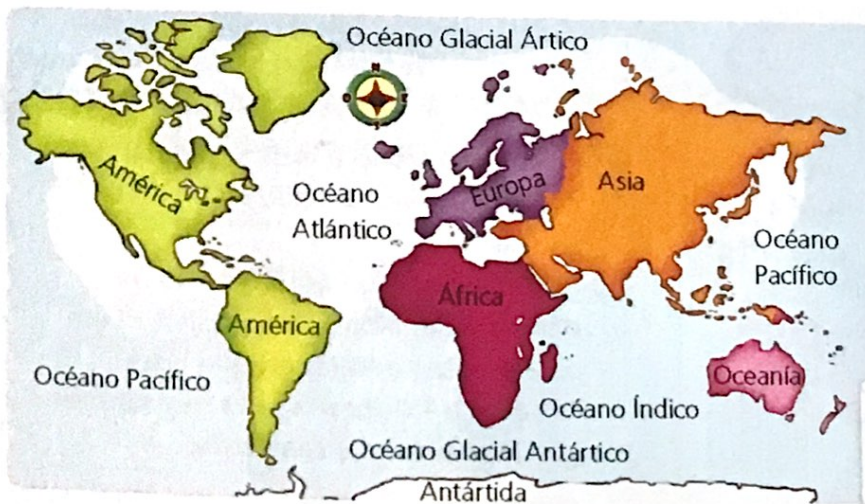 Océano Glacial Ártico
América
Océano
Atlántico
Europa
Asia
Océano
Pacífico
África
América
Océano Pacífico
Oceanía
Océano Índico
Océano Glacial Antártico
Antártida